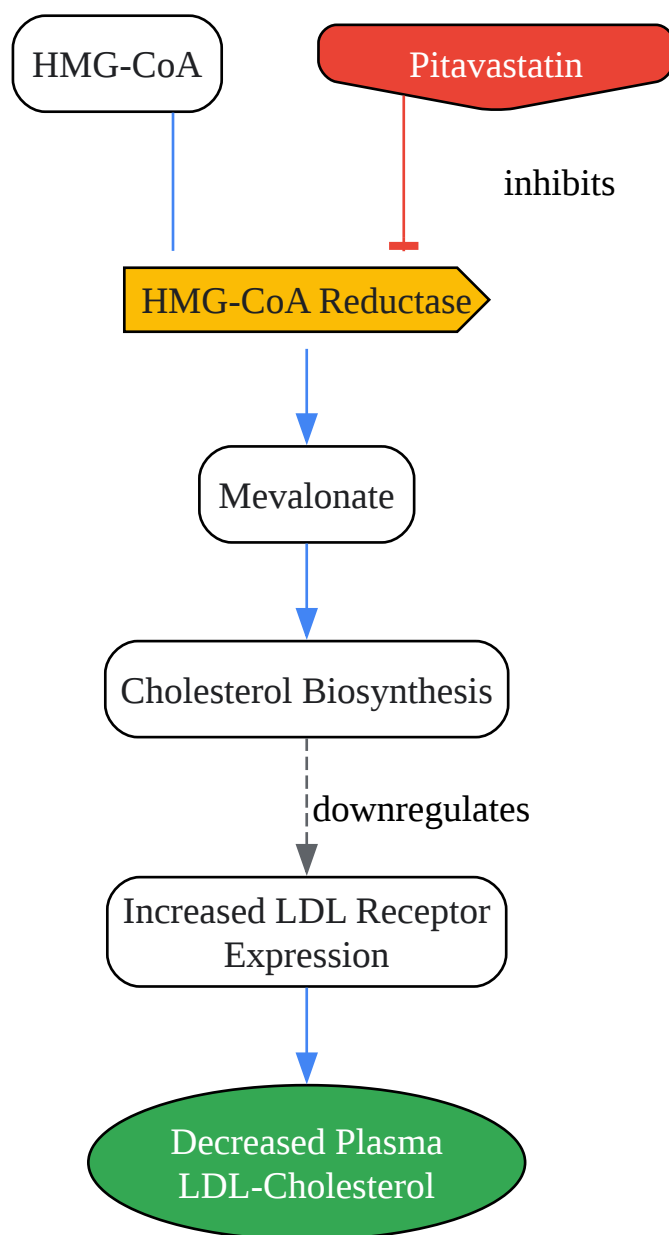 HMG-CoA
Pitavastatin
inhibits
HMG-CoA Reductase
Mevalonate
Cholesterol Biosynthesis
downregulates
Increased LDL Receptor
Expression
Decreased Plasma
LDL-Cholesterol